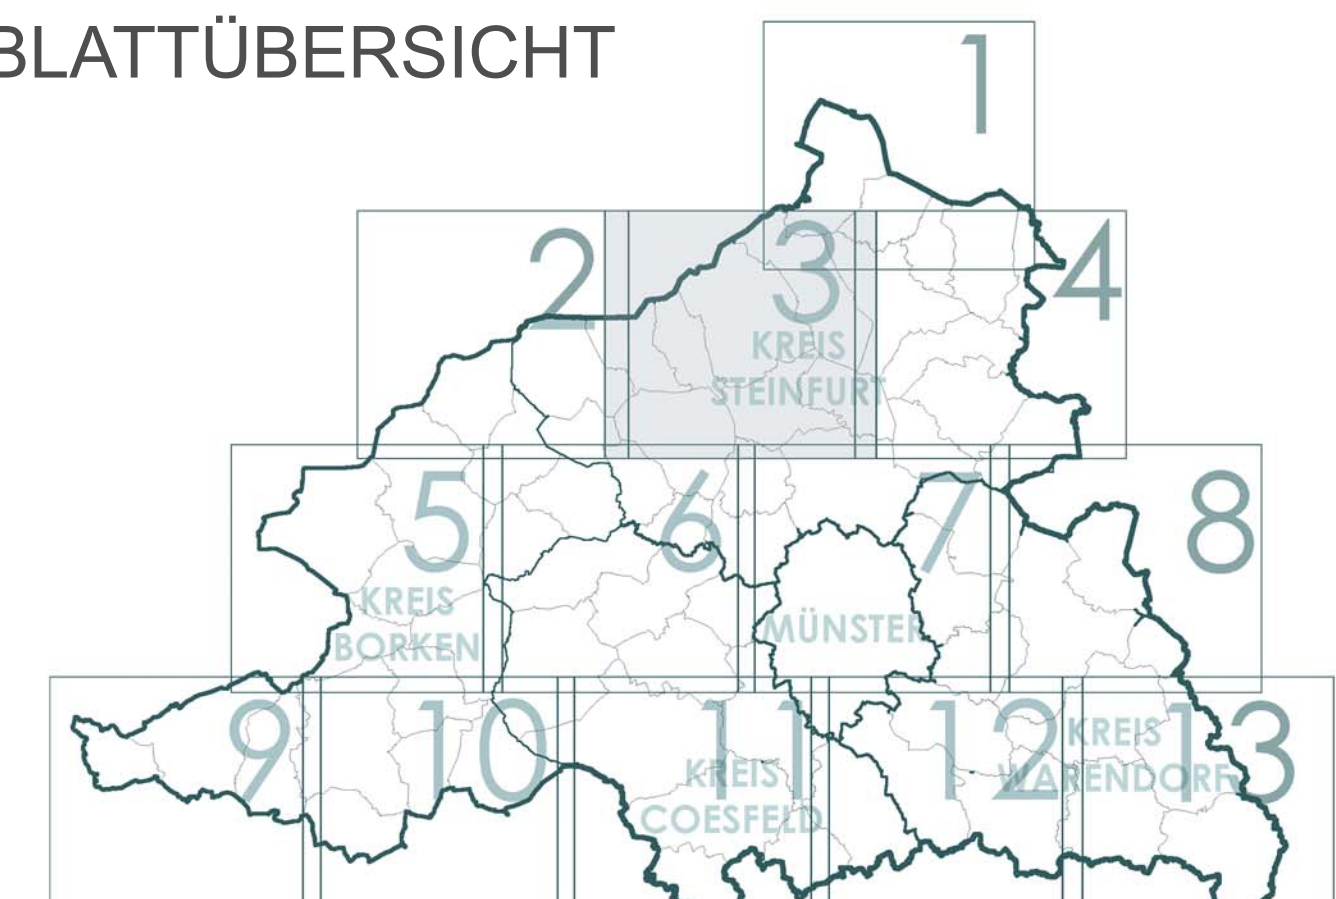 BLATTÜBERSICHT
1
2
3
4
KREIS
STEINFURT
5
6
7
8
KREIS
BORKEN
MÜNSTER
9
10
11
12
13
KREIS
COESFELD
KREIS
WARENDORF